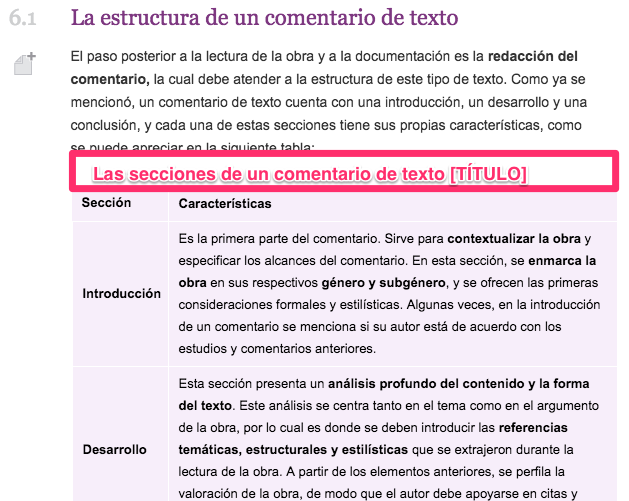 6.1 La estructura de un comentario de texto
El paso posterior a la lectura de la obra y a la documentación es la redacción del
comentario, la cual debe atender a la estructura de este tipo de texto. Como ya se
mencionó, un comentario de texto cuenta con una introducción, un desarrollo y una
conclusión, y cada una de estas secciones tiene sus propias características, como
se puede apreciar en la siguiente tabla:
Las secciones de un comentario de texto [TÍTULO]
Sección Características
Introducción
Es la primera parte del comentario. Sirve para contextualizar la obra y
especificar los alcances del comentario. En esta sección, se enmarca la
obra en sus respectivos género y subgénero, y se ofrecen las primeras
consideraciones formales y estilísticas. Algunas veces, en la introducción
de un comentario se menciona si su autor está de acuerdo con los
estudios y comentarios anteriores.
Desarrollo
Esta sección presenta un análisis profundo del contenido y la forma
del texto. Este análisis se centra tanto en el tema como en el argumento
de la obra, por lo cual es donde se deben introducir las referencias
temáticas, estructurales y estilísticas que se extrajeron durante la
lectura de la obra. A partir de los elementos anteriores, se perfila la
valoración de la obra, de modo que el autor debe apoyarse en citas y